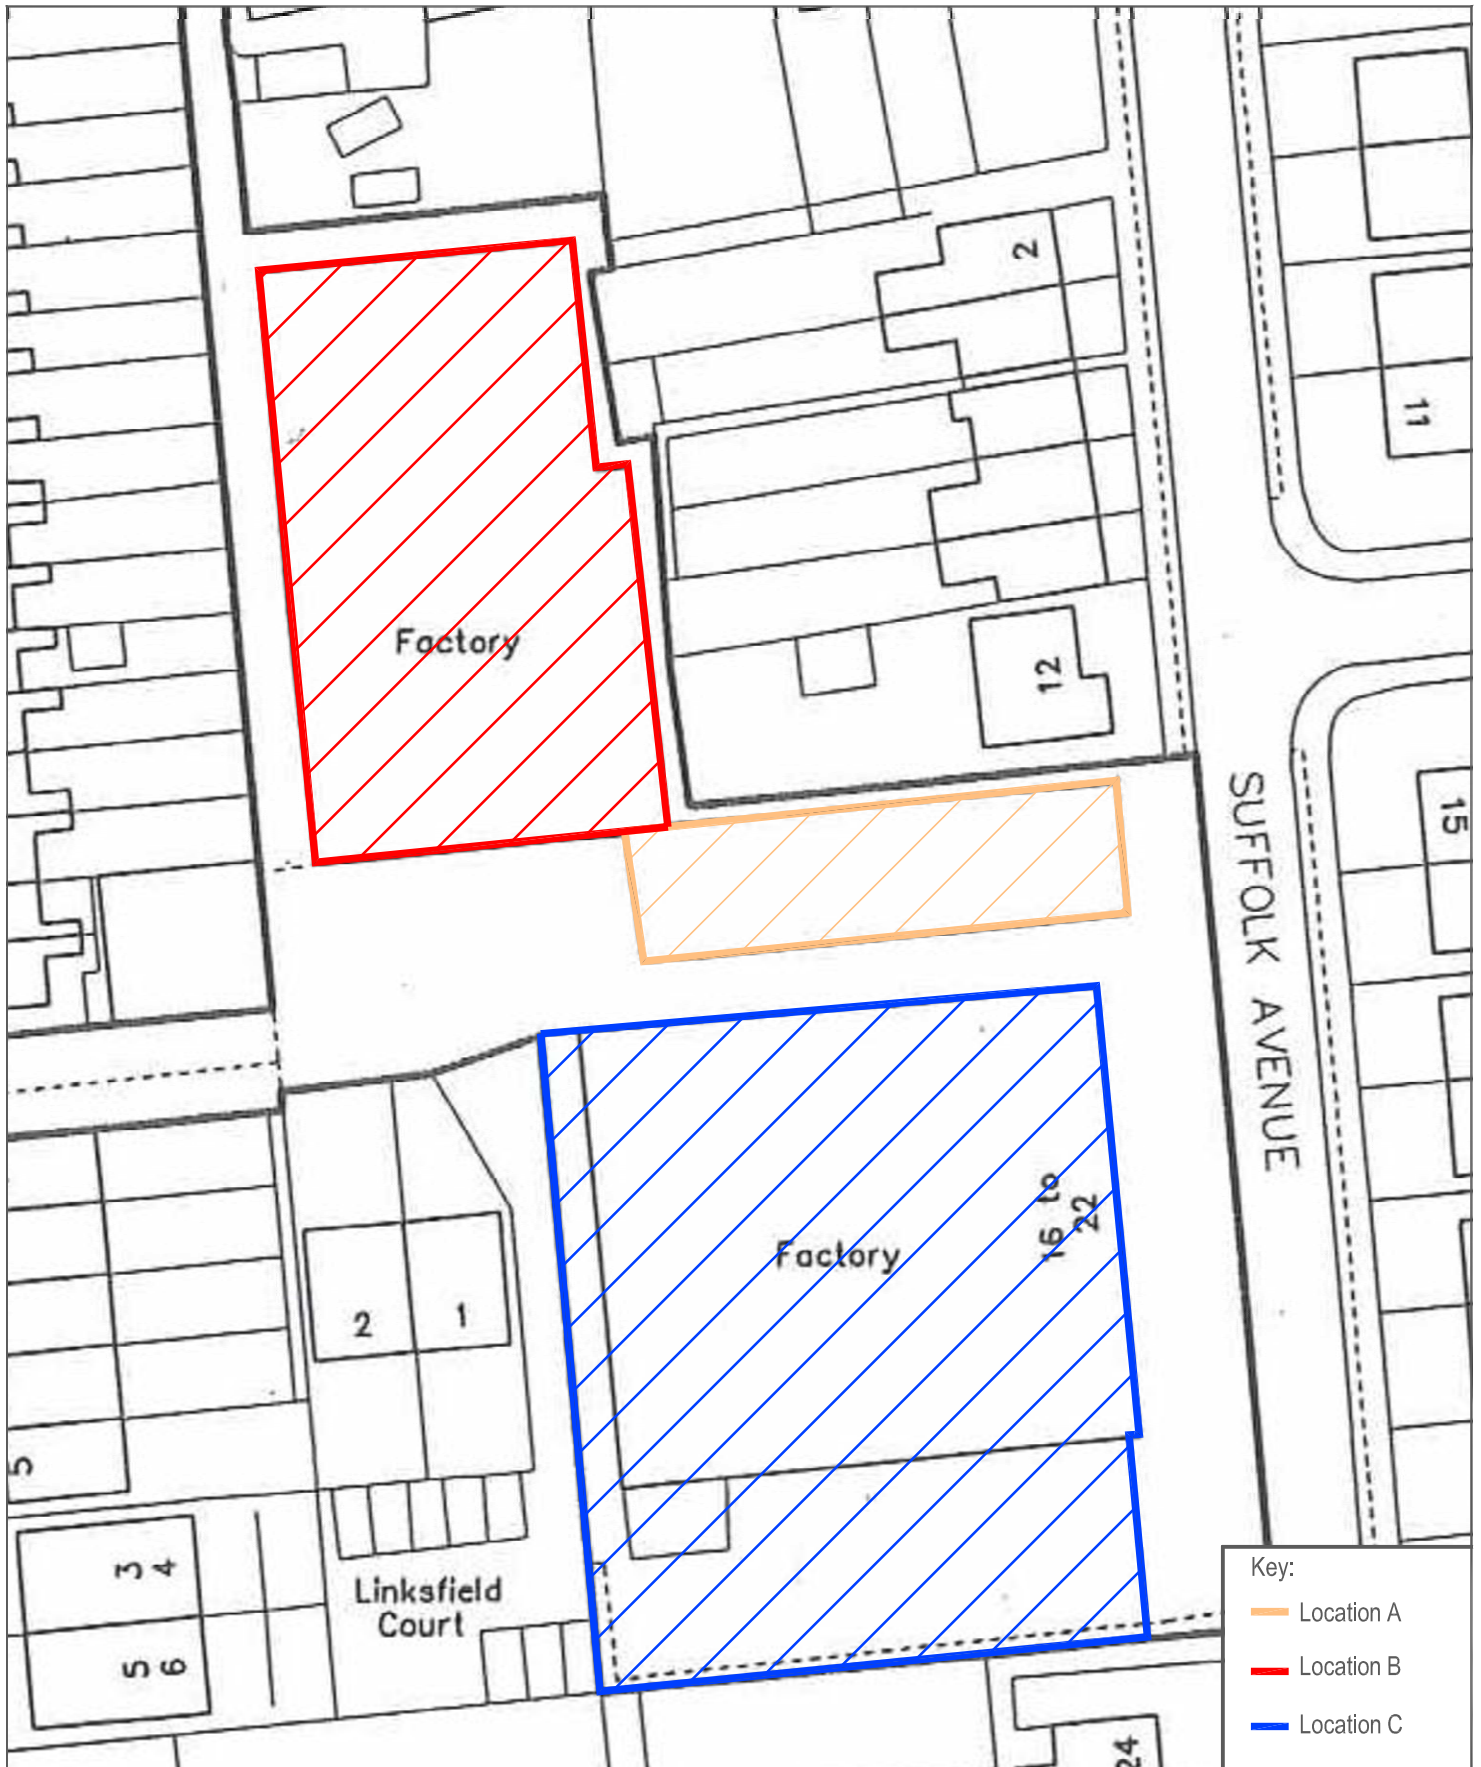 2
11
Factory
12
SUFFOLK AVENUE
15
Factory
16 to
22
2
1
5
3
4
5
6
Linksfield
Court
24
Key:
Location A
Location B
Location C